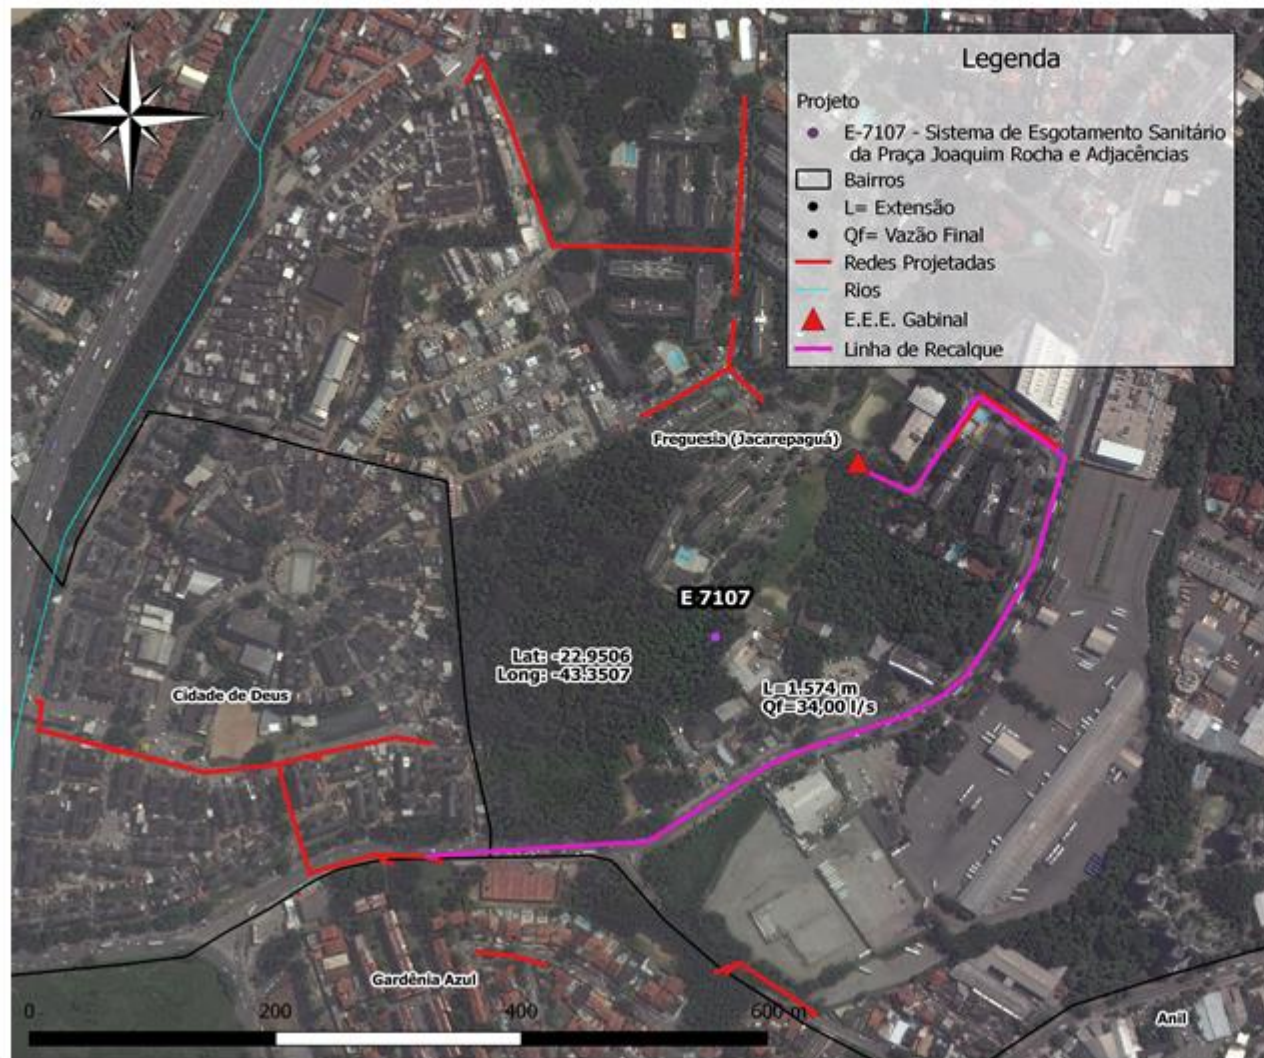 Legenda
Projeto
E-7107 - Sistema de Esgotamento Sanitário
da Praça Joaquim Rocha e Adjacências
Bairros
L= Extensão
Qf= Vazão Final
Redes Projetadas
Rios
E.E.E. Gabinal
Linha de Recalque
Freguesia (Jacarepaguá)
E 7107
Lat: -22.9506
Long: -43.3507
L=1.574 m
Qf=34,00 l/s
Cidade de Deus
Gardênia Azul
Anil
0 200 400 600 m